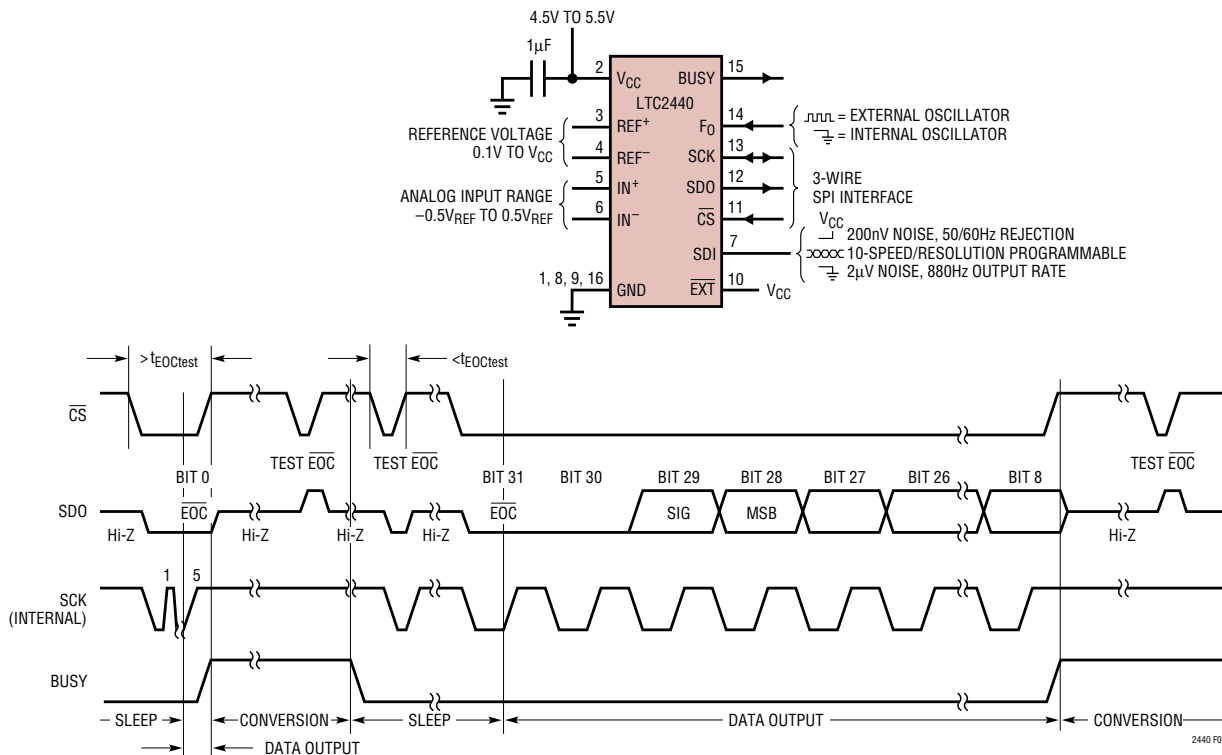 4.5V TO 5.5V
1µF
2
VCC
BUSY
15
LTC2440
3
REF+
FO
14
= EXTERNAL OSCILLATOR
= INTERNAL OSCILLATOR
REFERENCE VOLTAGE
0.1V TO VCC
4
REF−
SCK
13
5
IN+
SDO
12
3-WIRE
SPI INTERFACE
ANALOG INPUT RANGE
−0.5VREF TO 0.5VREF
6
IN−
CS
11
VCC
200nV NOISE, 50/60Hz REJECTION
SDI
7
10-SPEED/RESOLUTION PROGRAMMABLE
2µV NOISE, 880Hz OUTPUT RATE
1, 8, 9, 16
GND
EXT
10
VCC
>tEOCtest
<tEOCtest
CS
TEST EOC
TEST EOC
TEST EOC
BIT 0
BIT 31
BIT 30
BIT 29
BIT 28
BIT 27
BIT 26
BIT 8
SDO
EOC
EOC
SIG
MSB
Hi-Z
Hi-Z
Hi-Z
Hi-Z
Hi-Z
1
5
SCK
(INTERNAL)
BUSY
SLEEP
CONVERSION
SLEEP
DATA OUTPUT
CONVERSION
DATA OUTPUT